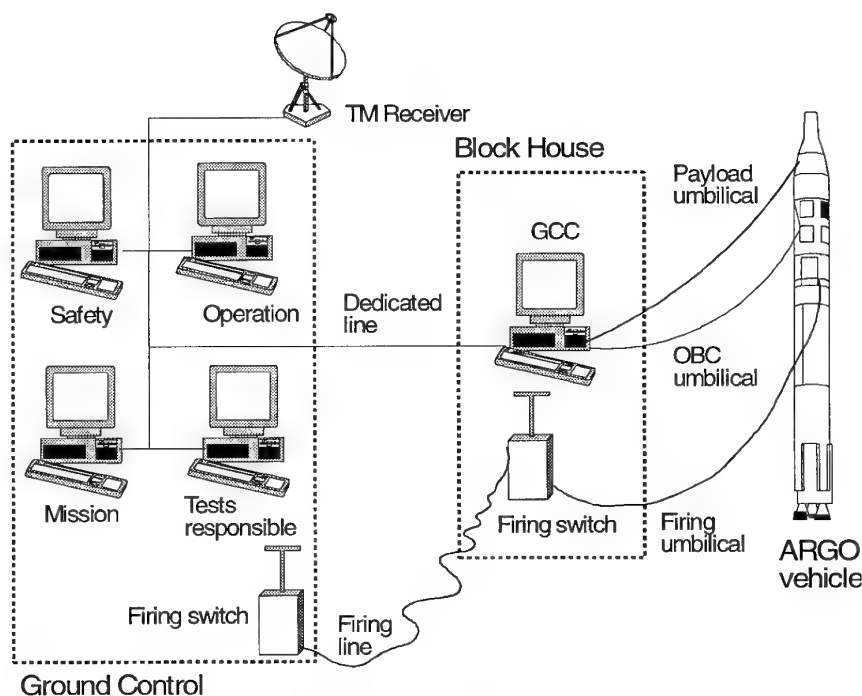 TM Receiver
Block House
Payload
umbilical
GCC
Safety
Operation
Dedicated
line
OBC
umbilical
Mission
Tests
responsible
Firing switch
Firing
umbilical
ARGO
vehicle
Firing switch
Firing
line
Ground Control